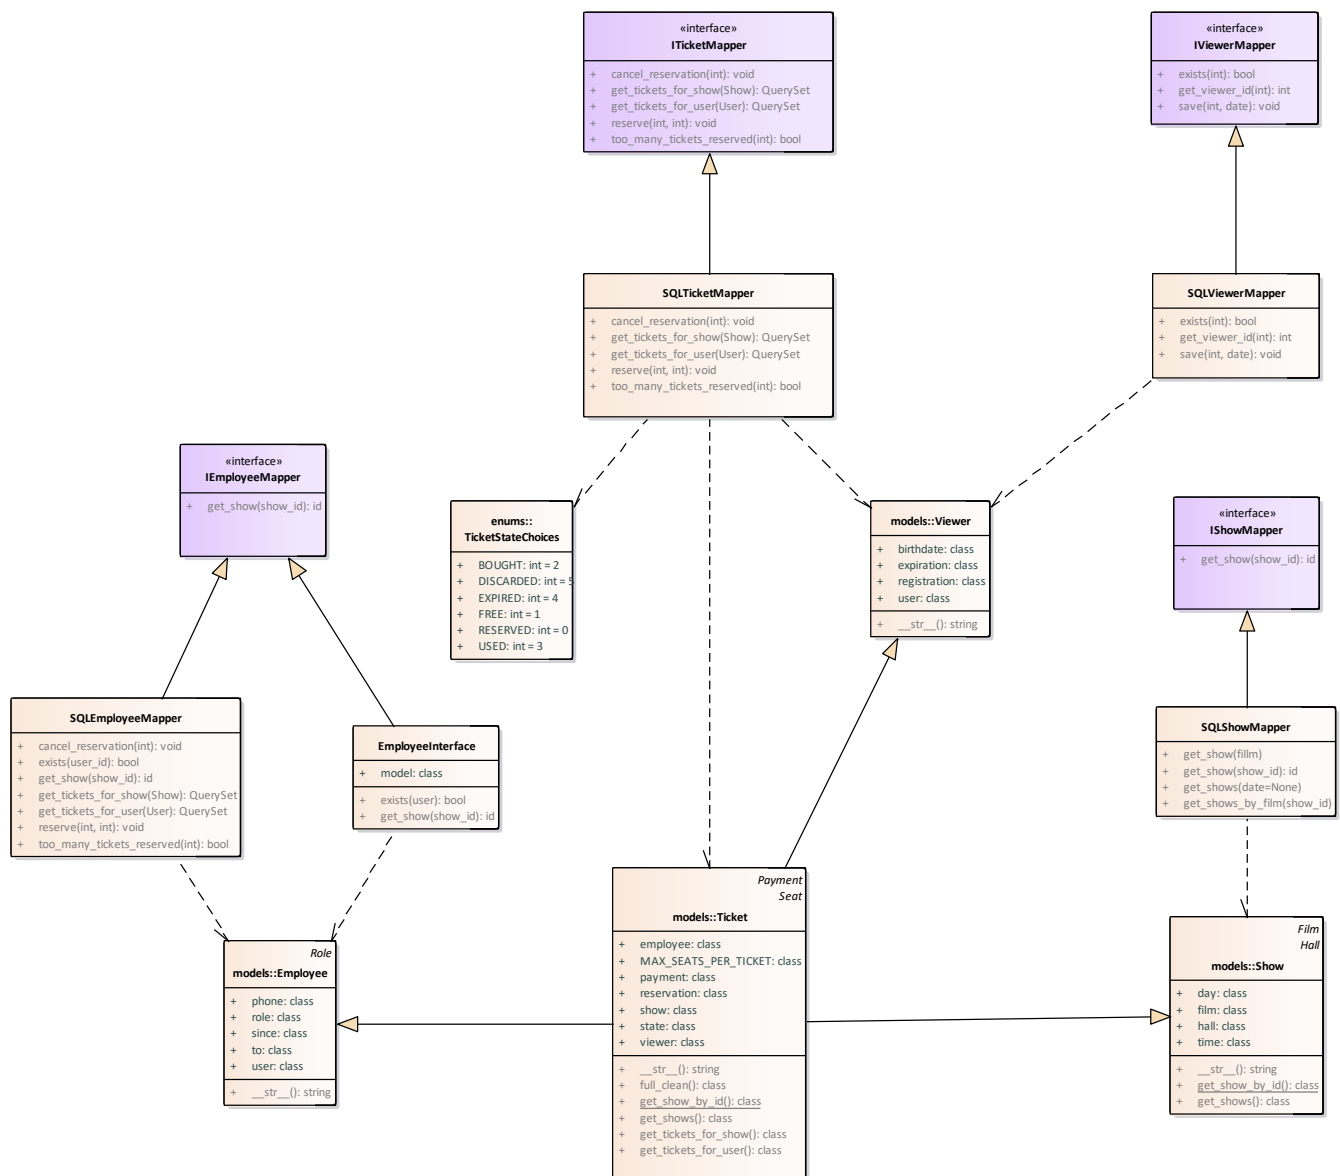 «interface»
ITicketMapper
+ cancel_reservation(int): void
+ get_tickets_for_show(Show): QuerySet
+ get_tickets_for_user(User): QuerySet
+ reserve(int, int): void
+ too_many_tickets_reserved(int): bool
«interface»
IViewerMapper
+ exists(int): bool
+ get_viewer_id(int): int
+ save(int, date): void
SQLTicketMapper
+ cancel_reservation(int): void
+ get_tickets_for_show(Show): QuerySet
+ get_tickets_for_user(User): QuerySet
+ reserve(int, int): void
+ too_many_tickets_reserved(int): bool
SQLViewerMapper
+ exists(int): bool
+ get_viewer_id(int): int
+ save(int, date): void
«interface»
IEmployeeMapper
+ get_show(show_id): id
enums::
TicketStateChoices
+ BOUGHT: int = 2
+ DISCARDED: int = 5
+ EXPIRED: int = 4
+ FREE: int = 1
+ RESERVED: int = 0
+ USED: int = 3
models::Viewer
+ birthdate: class
+ expiration: class
+ registration: class
+ user: class
+ __str__(): string
«interface»
IShowMapper
+ get_show(show_id): id
SQLEmployeeMapper
+ cancel_reservation(int): void
+ exists(user_id): bool
+ get_show(show_id): id
+ get_tickets_for_show(Show): QuerySet
+ get_tickets_for_user(User): QuerySet
+ reserve(int, int): void
+ too_many_tickets_reserved(int): bool
EmployeeInterface
+ model: class
+ exists(user): bool
+ get_show(show_id): id
SQLShowMapper
+ get_show(fillm)
+ get_show(show_id): id
+ get_shows(date=None)
+ get_shows_by_film(show_id)
Role
models::Employee
+ phone: class
+ role: class
+ since: class
+ to: class
+ user: class
+ __str__(): string
Payment
Seat
models::Ticket
+ employee: class
+ MAX_SEATS_PER_TICKET: class
+ payment: class
+ reservation: class
+ show: class
+ state: class
+ viewer: class
+ __str__(): string
+ full_clean(): class
+ get_show_by_id(): class
+ get_shows(): class
+ get_tickets_for_show(): class
+ get_tickets_for_user(): class
Film
Hall
models::Show
+ day: class
+ film: class
+ hall: class
+ time: class
+ __str__(): string
+ get_show_by_id(): class
+ get_shows(): class